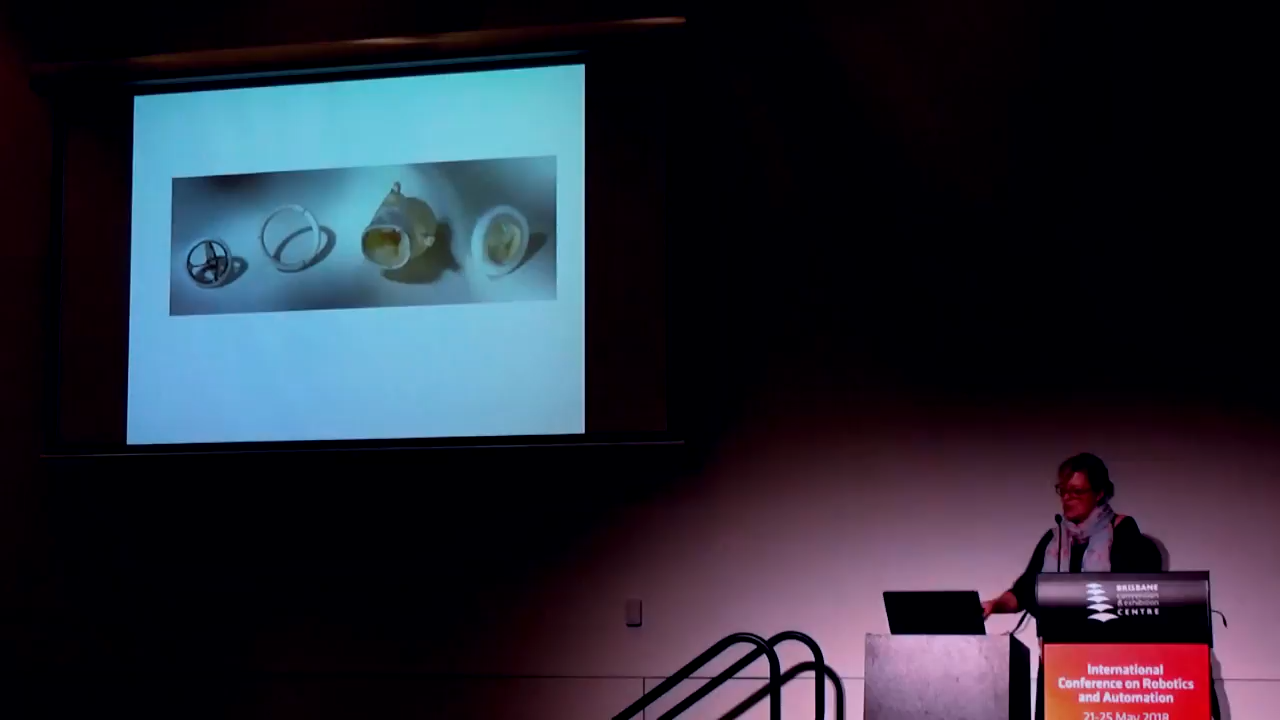 BRISBANE
CONVENTION
& EXHIBITION
CENTRE
International
Conference on Robotics
and Automation
21-25 May 2018